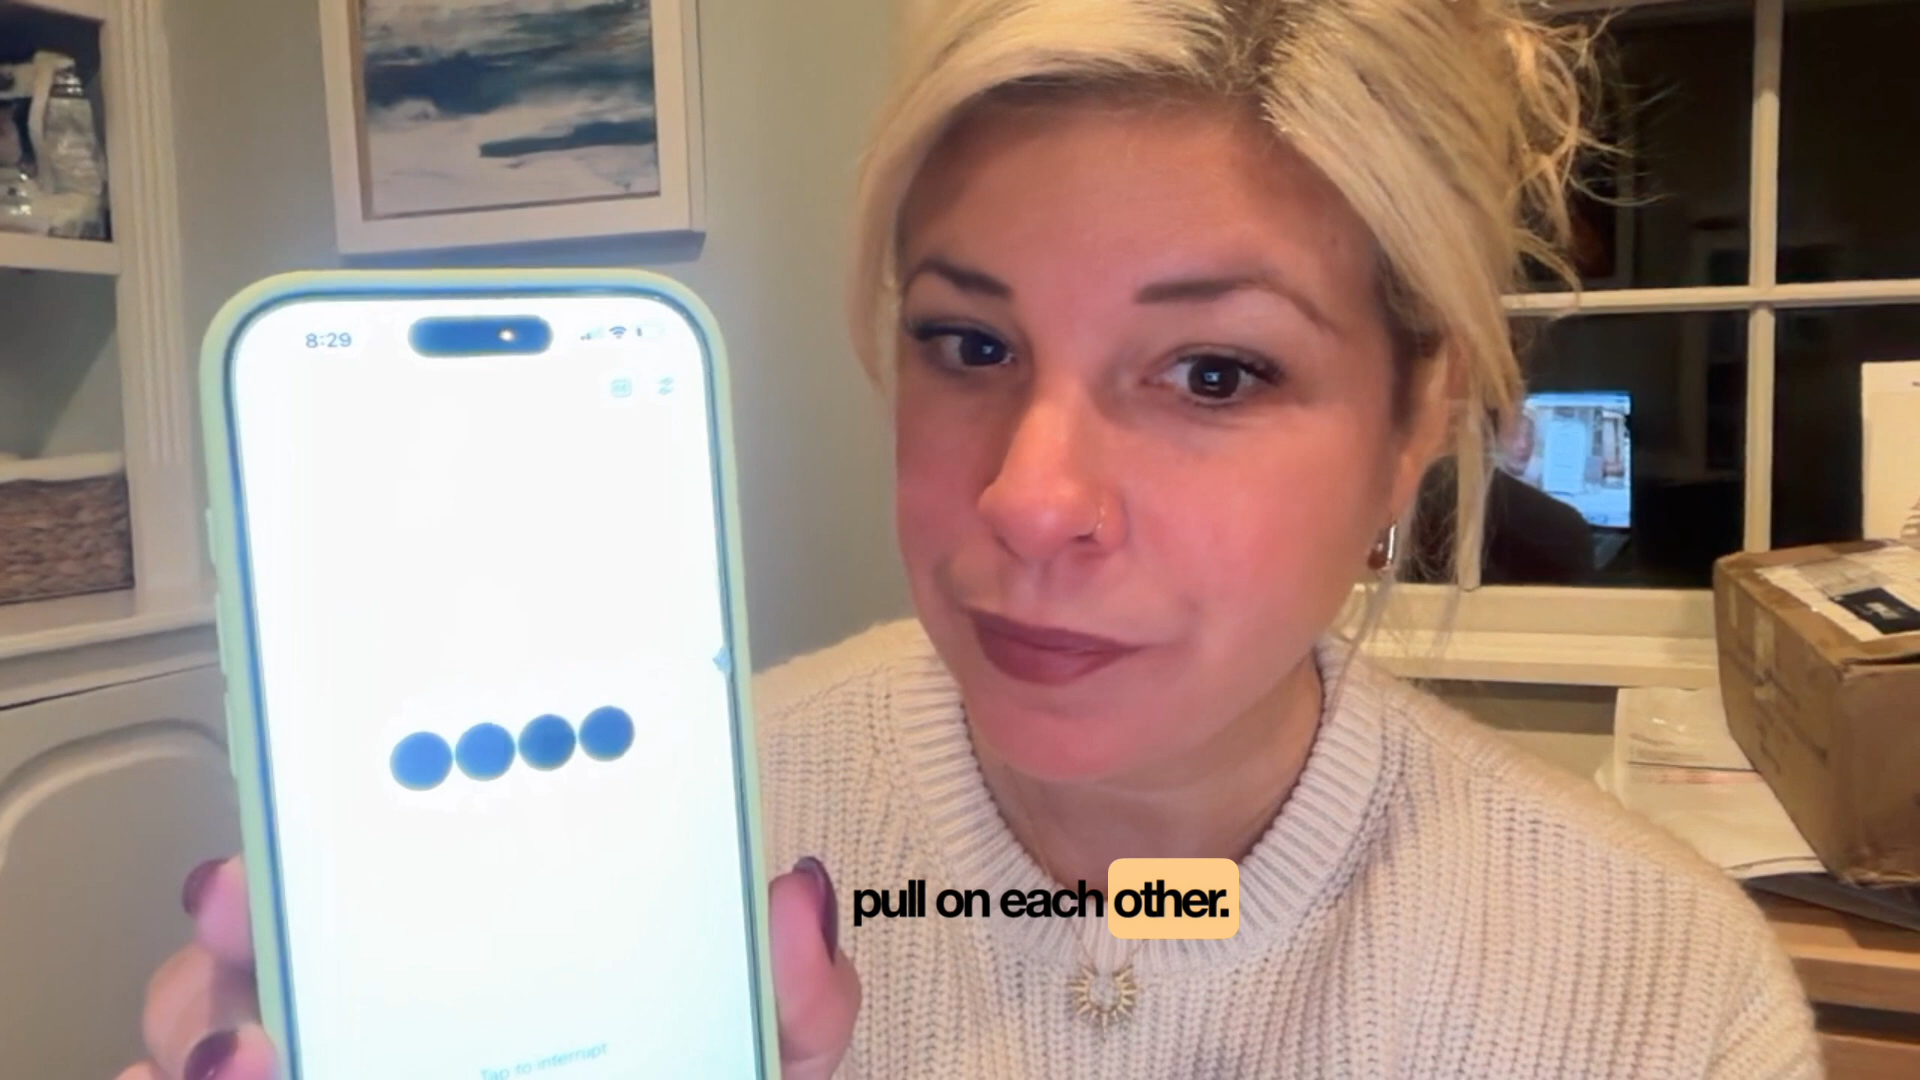 8:29
pull on each other.
Tap to interrupt